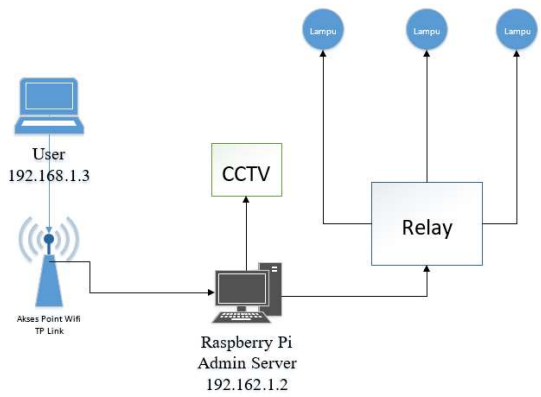 Lampu
Lampu
Lampu
User
192.168.1.3
CCTV
Relay
Akses Point Wifi
TP Link
Raspberry Pi
Admin Server
192.162.1.2